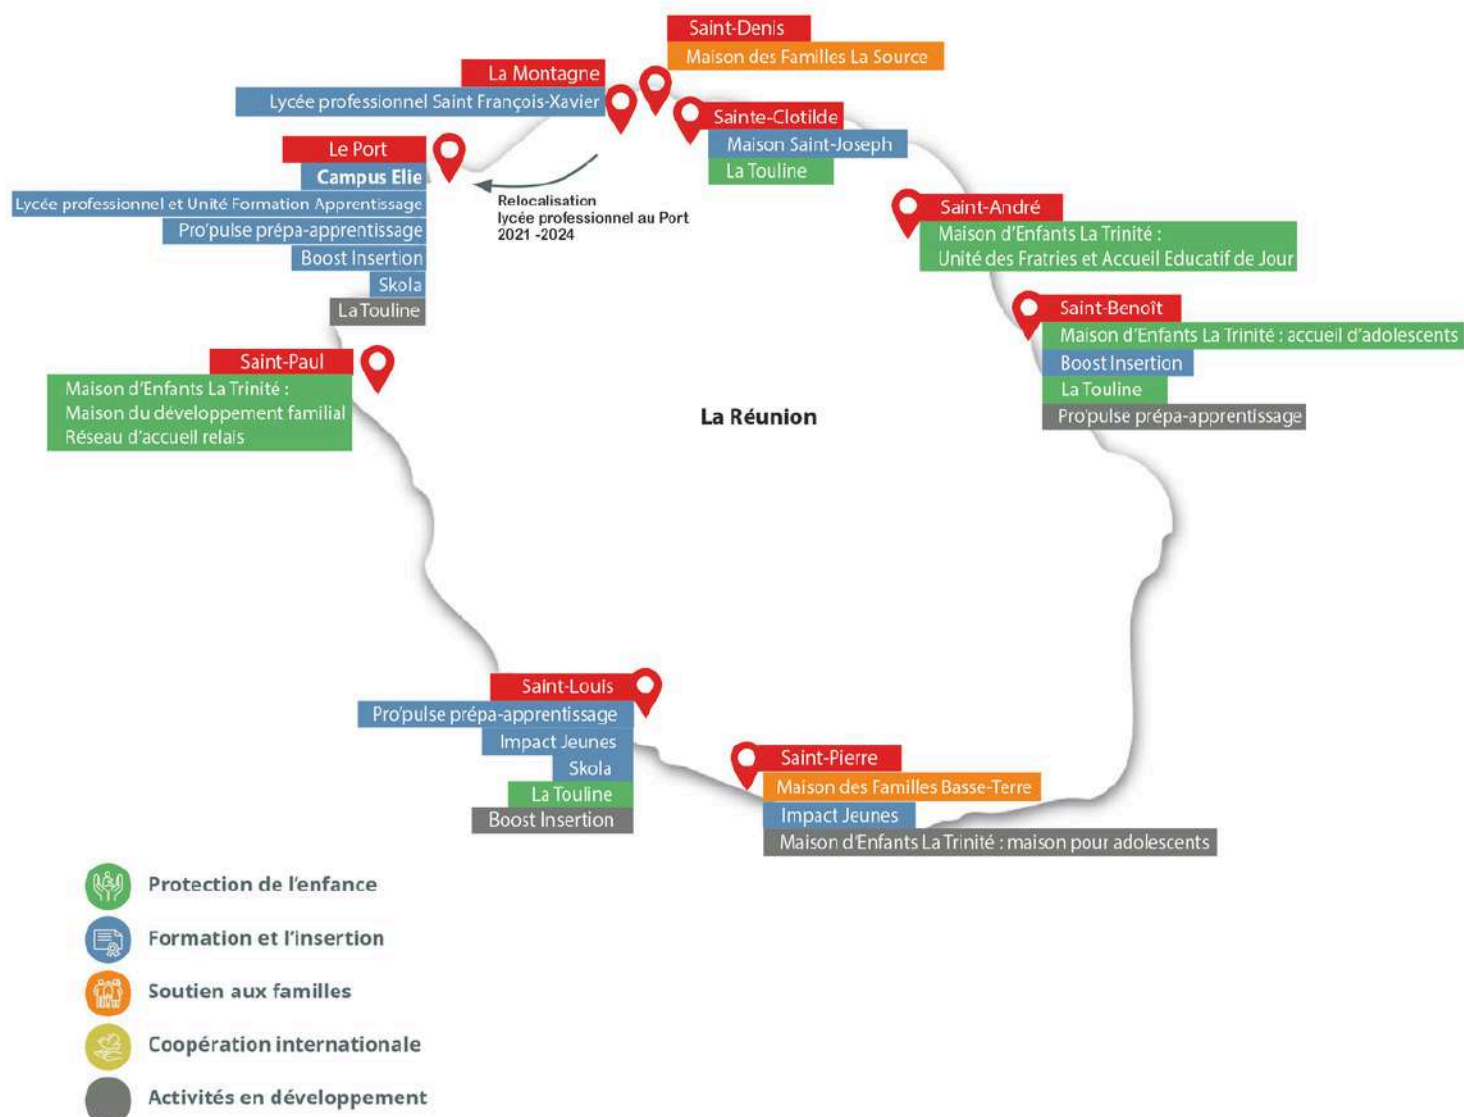 Saint-Denis
Maison des Familles La Source
La Montagne
Lycée professionnel Saint François-Xavier
Sainte-Clotilde
Maison Saint-Joseph
La Touline
Le Port
Campus Elie
Lycée professionnel et Unité Formation Apprentissage
Pro'pulse prépa-apprentissage
Boost Insertion
Skola
La Touline
Relocalisation
lycée professionnel au Port
2021 -2024
Saint-André
Maison d'Enfants La Trinité :
Unité des Fratries et Accueil Educatif de Jour
Saint-Benoît
Maison d'Enfants La Trinité : accueil d'adolescents
Boost Insertion
La Touline
Pro'pulse prépa-apprentissage
Saint-Paul
Maison d'Enfants La Trinité :
Maison du développement familial
Réseau d'accueil relais
La Réunion
Saint-Louis
Pro'pulse prépa-apprentissage
Impact Jeunes
Skola
La Touline
Boost Insertion
Saint-Pierre
Maison des Familles Basse-Terre
Impact Jeunes
Maison d'Enfants La Trinité : maison pour adolescents
Protection de l'enfance
Formation et l'insertion
Soutien aux familles
Coopération internationale
Activités en développement